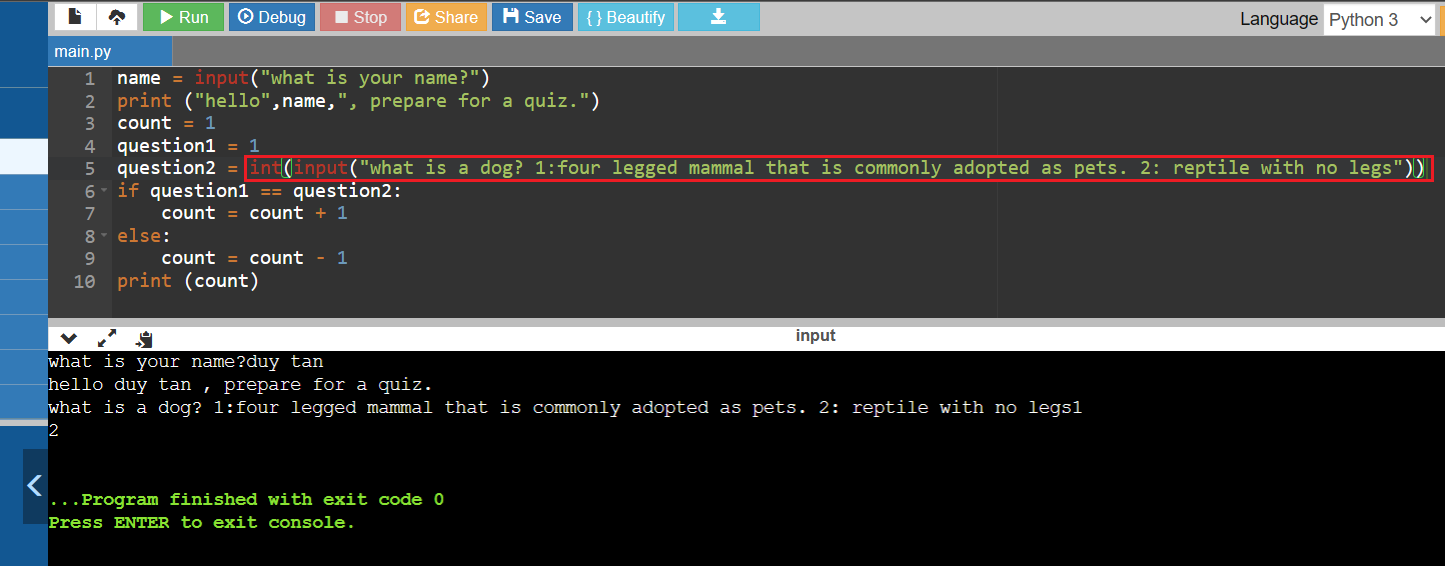 Run Debug Stop Share Save { } Beautify Language Python 3
main.py
1 name = input("what is your name?")
2 print ("hello",name,", prepare for a quiz.")
3 count = 1
4 question1 = 1
5 question2 = int(input("what is a dog? 1:four legged mammal that is commonly adopted as pets. 2: reptile with no legs"))
6 if question1 == question2:
7     count = count + 1
8 else:
9     count = count - 1
10 print (count)
input
what is your name?duy tan
hello duy tan , prepare for a quiz.
what is a dog? 1:four legged mammal that is commonly adopted as pets. 2: reptile with no legs1
2
...Program finished with exit code 0
Press ENTER to exit console.